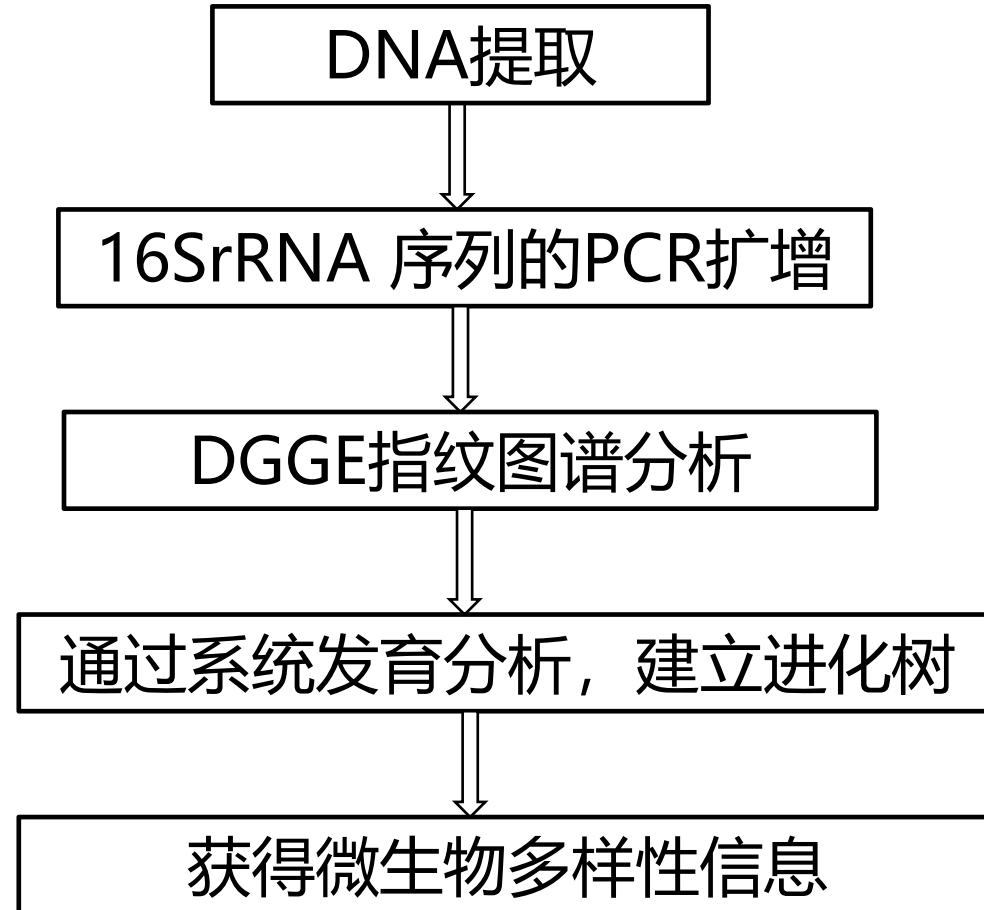 DNA提取
16SrRNA 序列的PCR扩增
DGGE指纹图谱分析
通过系统发育分析，建立进化树
获得微生物多样性信息